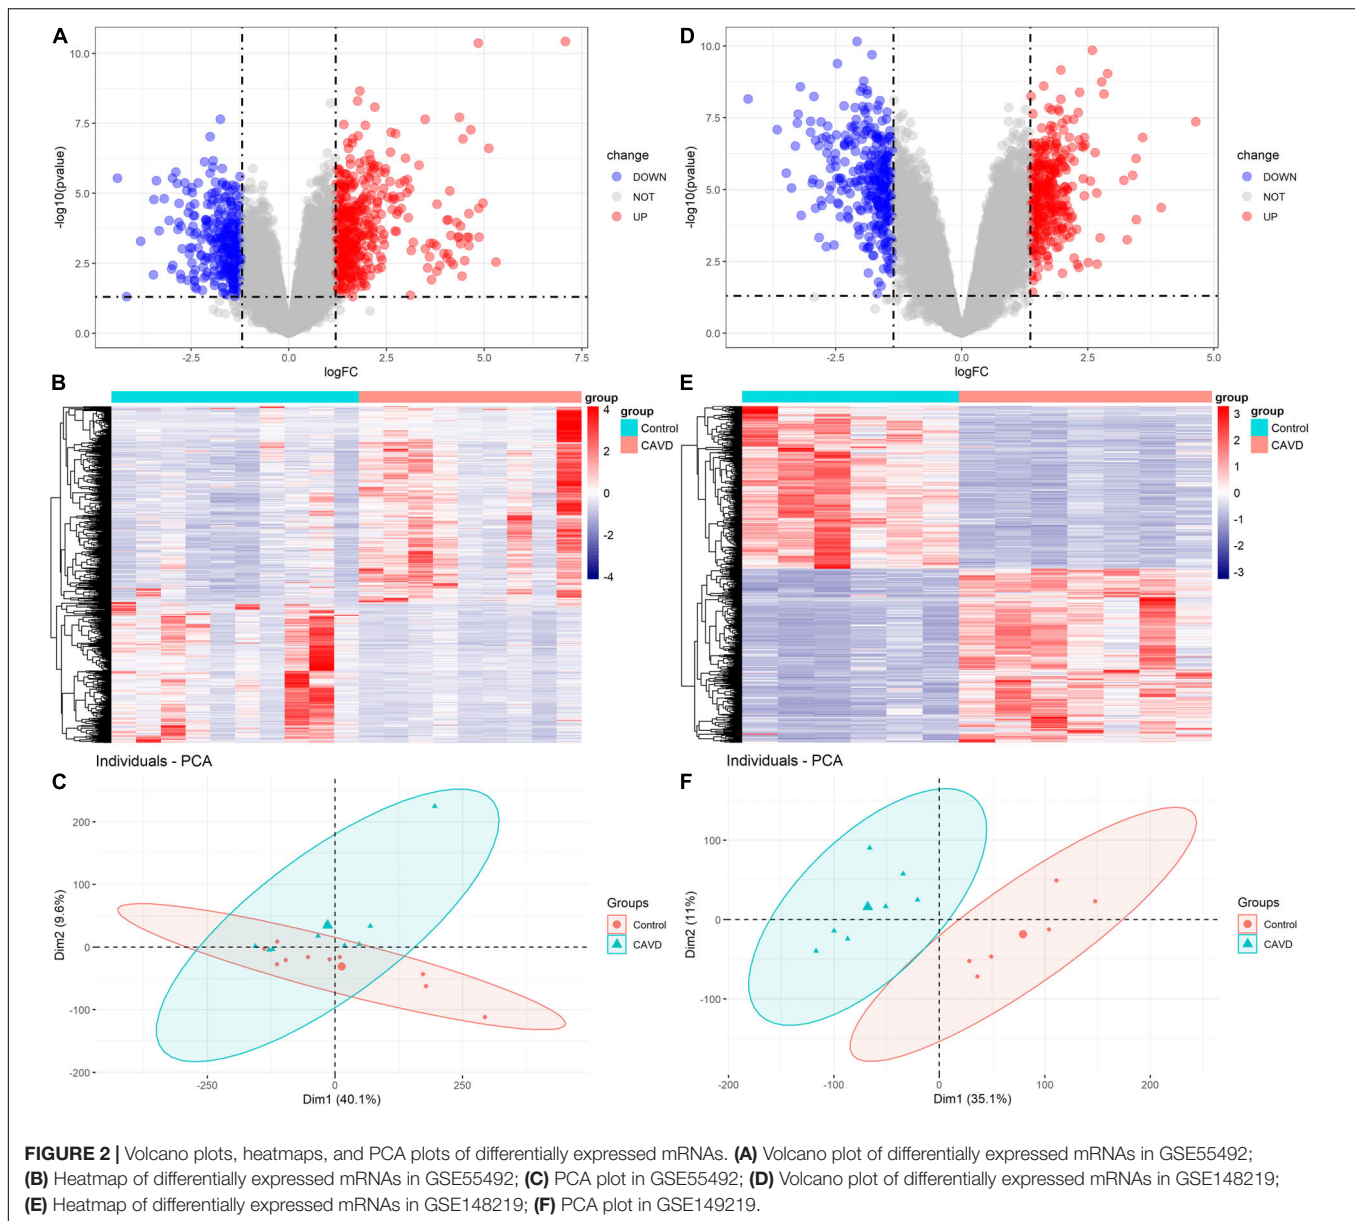 A
10.0
7.5
5.0
2.5
0.0
-log10(pvalue)
-2.5
0.0
2.5
5.0
7.5
logFC
change
DOWN
NOT
UP
D
10.0
7.5
5.0
2.5
0.0
-log10(pvalue)
-2.5
0.0
2.5
5.0
logFC
change
DOWN
NOT
UP
B
group
4
2
0
-2
-4
group
Control
CAVD
E
group
3
2
1
0
-1
-2
-3
group
Control
CAVD
Individuals - PCA
C
200
100
0
-100
-200
Dim2 (9.6%)
-250
0
250
Dim1 (40.1%)
Groups
Control
CAVD
Individuals - PCA
F
100
0
-100
Dim2 (11%)
-200
-100
0
100
200
Dim1 (35.1%)
Groups
Control
CAVD
FIGURE 2 | Volcano plots, heatmaps, and PCA plots of differentially expressed mRNAs. (A) Volcano plot of differentially expressed mRNAs in GSE55492;
(B) Heatmap of differentially expressed mRNAs in GSE55492; (C) PCA plot in GSE55492; (D) Volcano plot of differentially expressed mRNAs in GSE148219;
(E) Heatmap of differentially expressed mRNAs in GSE148219; (F) PCA plot in GSE149219.